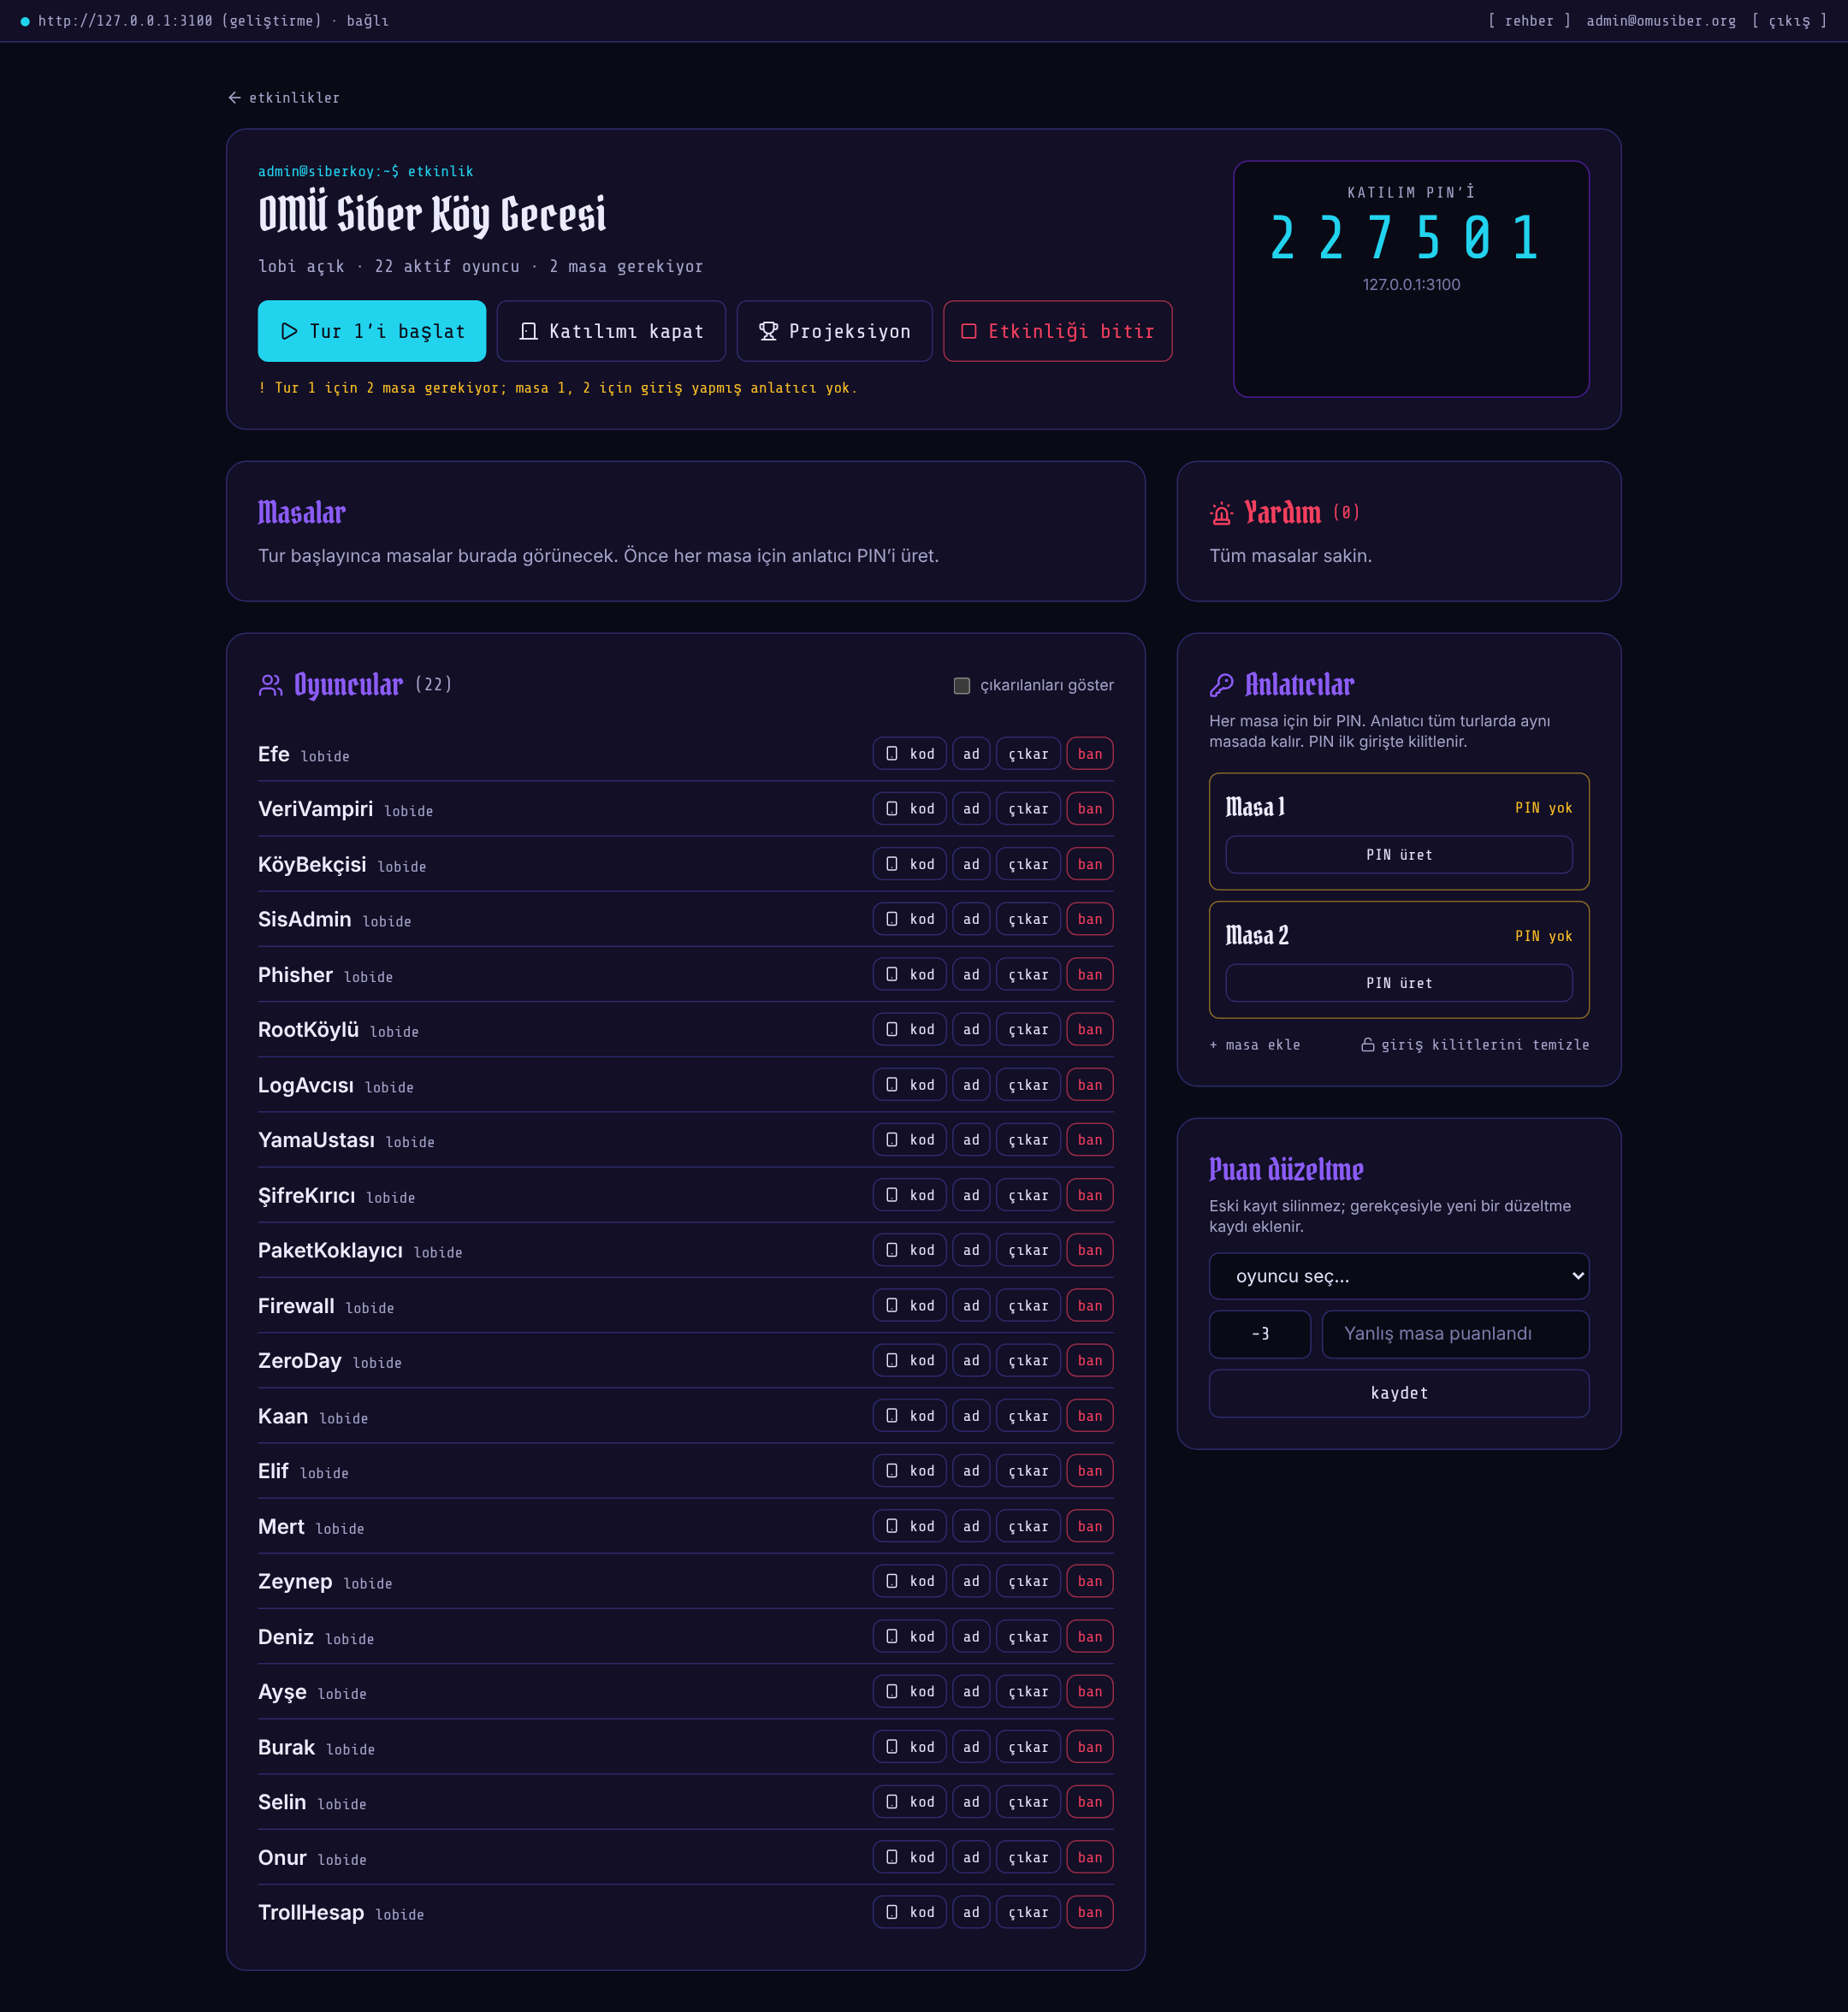 http://127.0.0.1:3100 (geliştirme) · bağlı
[ rehber ] admin@omusiber.org [ çıkış ]
← etkinlikler
admin@siberkoy:~$ etkinlik
OMÜ Siber Köy Gecesi
lobi açık · 22 aktif oyuncu · 2 masa gerekiyor
Tur 1’i başlat
Katılımı kapat
Projeksiyon
Etkinliği bitir
! Tur 1 için 2 masa gerekiyor; masa 1, 2 için giriş yapmış anlatıcı yok.
KATILIM PIN’İ
227501
127.0.0.1:3100
Masalar
Tur başlayınca masalar burada görünecek. Önce her masa için anlatıcı PIN’i üret.
Yardım (0)
Tüm masalar sakin.
Oyuncular (22)
çıkarılanları göster
Efe lobide kod ad çıkar ban
VeriVampiri lobide kod ad çıkar ban
KöyBekçisi lobide kod ad çıkar ban
SisAdmin lobide kod ad çıkar ban
Phisher lobide kod ad çıkar ban
RootKöylü lobide kod ad çıkar ban
LogAvcısı lobide kod ad çıkar ban
YamaUstası lobide kod ad çıkar ban
ŞifreKırıcı lobide kod ad çıkar ban
PaketKoklayıcı lobide kod ad çıkar ban
Firewall lobide kod ad çıkar ban
ZeroDay lobide kod ad çıkar ban
Kaan lobide kod ad çıkar ban
Elif lobide kod ad çıkar ban
Mert lobide kod ad çıkar ban
Zeynep lobide kod ad çıkar ban
Deniz lobide kod ad çıkar ban
Ayşe lobide kod ad çıkar ban
Burak lobide kod ad çıkar ban
Selin lobide kod ad çıkar ban
Onur lobide kod ad çıkar ban
TrollHesap lobide kod ad çıkar ban
Anlatıcılar
Her masa için bir PIN. Anlatıcı tüm turlarda aynı
masada kalır. PIN ilk girişte kilitlenir.
Masa 1 PIN yok
PIN üret
Masa 2 PIN yok
PIN üret
+ masa ekle
giriş kilitlerini temizle
Puan düzeltme
Eski kayıt silinmez; gerekçesiyle yeni bir düzeltme
kaydı eklenir.
oyuncu seç…
-3
Yanlış masa puanlandı
kaydet